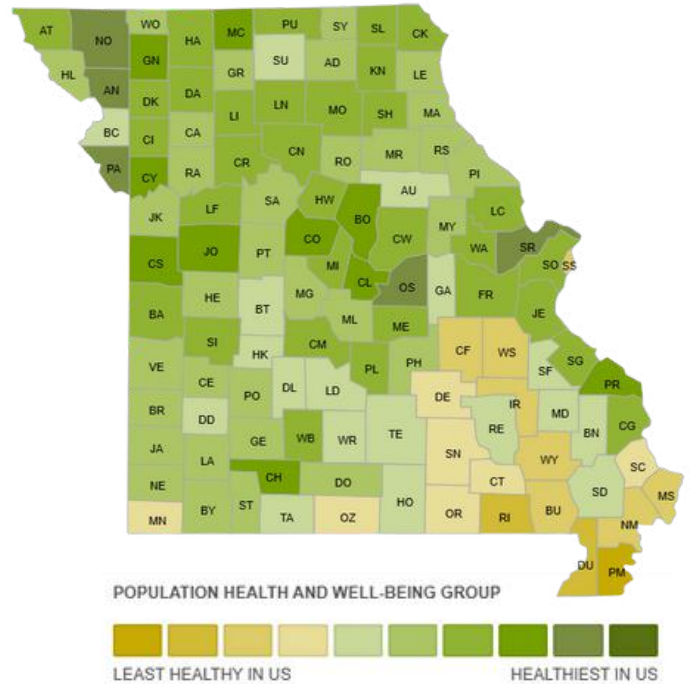 AT NO WO HA MC PU SY SL CK
HL AN GN DK DA GR SU AD KN LE
BC CI CA LI LN MO SH MA
PA CY RA CR CN RO MR RS PI
JK LF SA HW BO AU MY LC
CS JO PT CO MI CL CW OS GA WA SR SO SS
BA HE BT MG ML ME FR JE
VE SI HK CM PL PH CF WS SF SG PR
BR CE DD PO DL LD DE IR RE MD BN CG
JA LA GE WB WR TE SN WY SC
NE BY ST CH DO HO CT SD MS
MN TA OZ OR RI BU NM
DU PM
POPULATION HEALTH AND WELL-BEING GROUP
LEAST HEALTHY IN US HEALTHIEST IN US